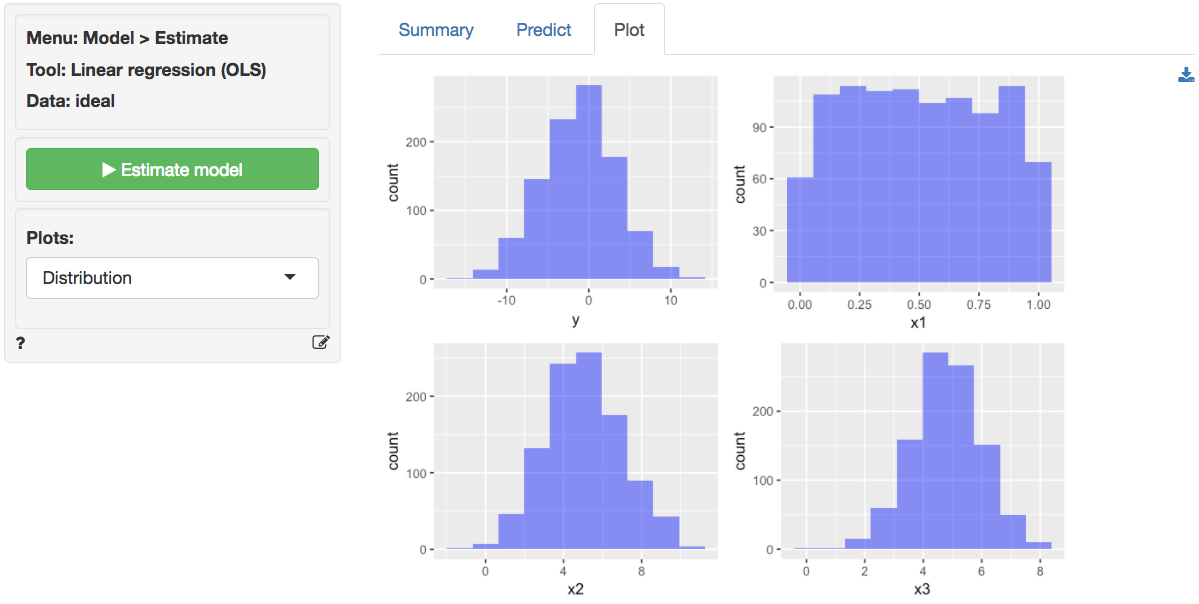 Menu: Model > Estimate
Tool: Linear regression (OLS)
Data: ideal
Estimate model
Plots:
Distribution
?
Summary
Predict
Plot
count
200
100
0
-10
0
10
y
count
90
60
30
0
0.00
0.25
0.50
0.75
1.00
x1
count
200
100
0
0
4
8
x2
count
200
100
0
0
2
4
6
8
x3